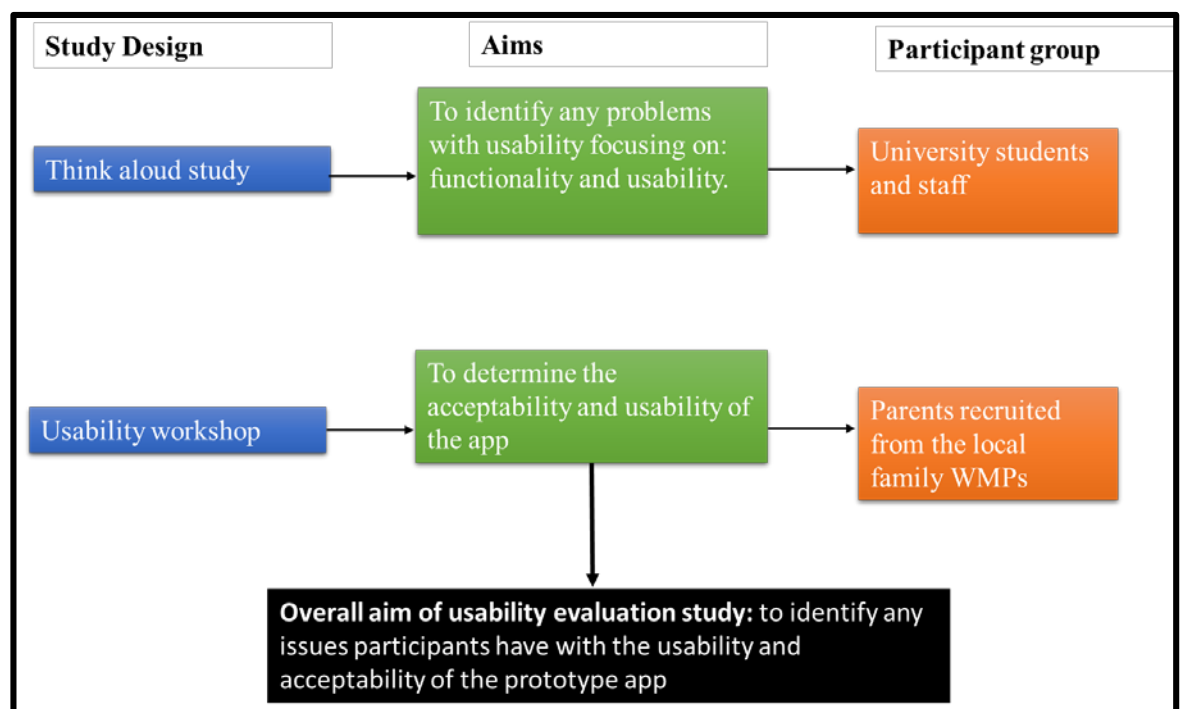 Study Design
Aims
Participant group
Think aloud study
To identify any problems
with usability focusing on:
functionality and usability.
University students
and staff
Usability workshop
To determine the
acceptability and usability of
the app
Parents recruited
from the local
family WMPs
Overall aim of usability evaluation study: to identify any
issues participants have with the usability and
acceptability of the prototype app